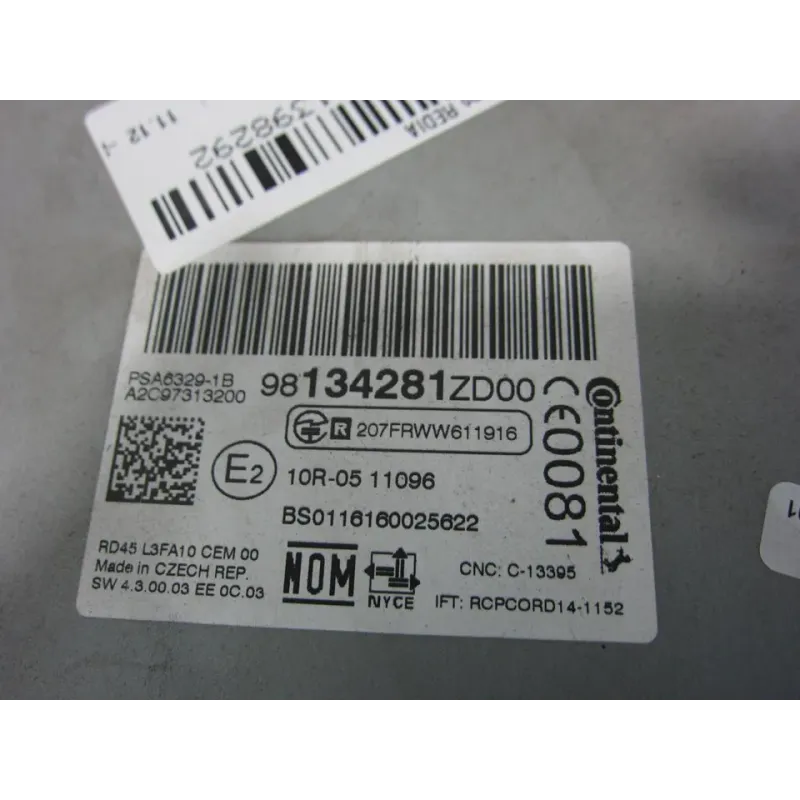 REDIA
398292
11.12
PSA6329-1B
A2C97313200
98134281ZD00
R 207FRWW611916
E2
10R-05 11096
BS0116160025622
CE0081
Continental
RD45 L3FA10 CEM 00
Made in CZECH REP.
SW 4.3.00.03 EE 0C.03
NOM
NYCE
CNC: C-13395
IFT: RCPCORD14-1152